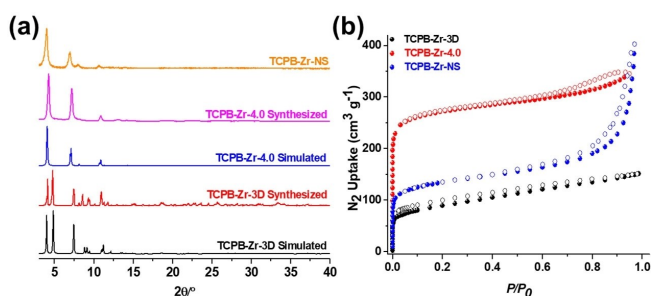 (a)
TCPB-Zr-NS
TCPB-Zr-4.0 Synthesized
TCPB-Zr-4.0 Simulated
TCPB-Zr-3D Synthesized
TCPB-Zr-3D Simulated
5 10 15 20 25 30 35 40
2θ/°
(b)
TCPB-Zr-3D
TCPB-Zr-4.0
TCPB-Zr-NS
N2 Uptake (cm³ g⁻¹)
400
300
200
100
0
0.0 0.2 0.4 0.6 0.8 1.0
P/P0